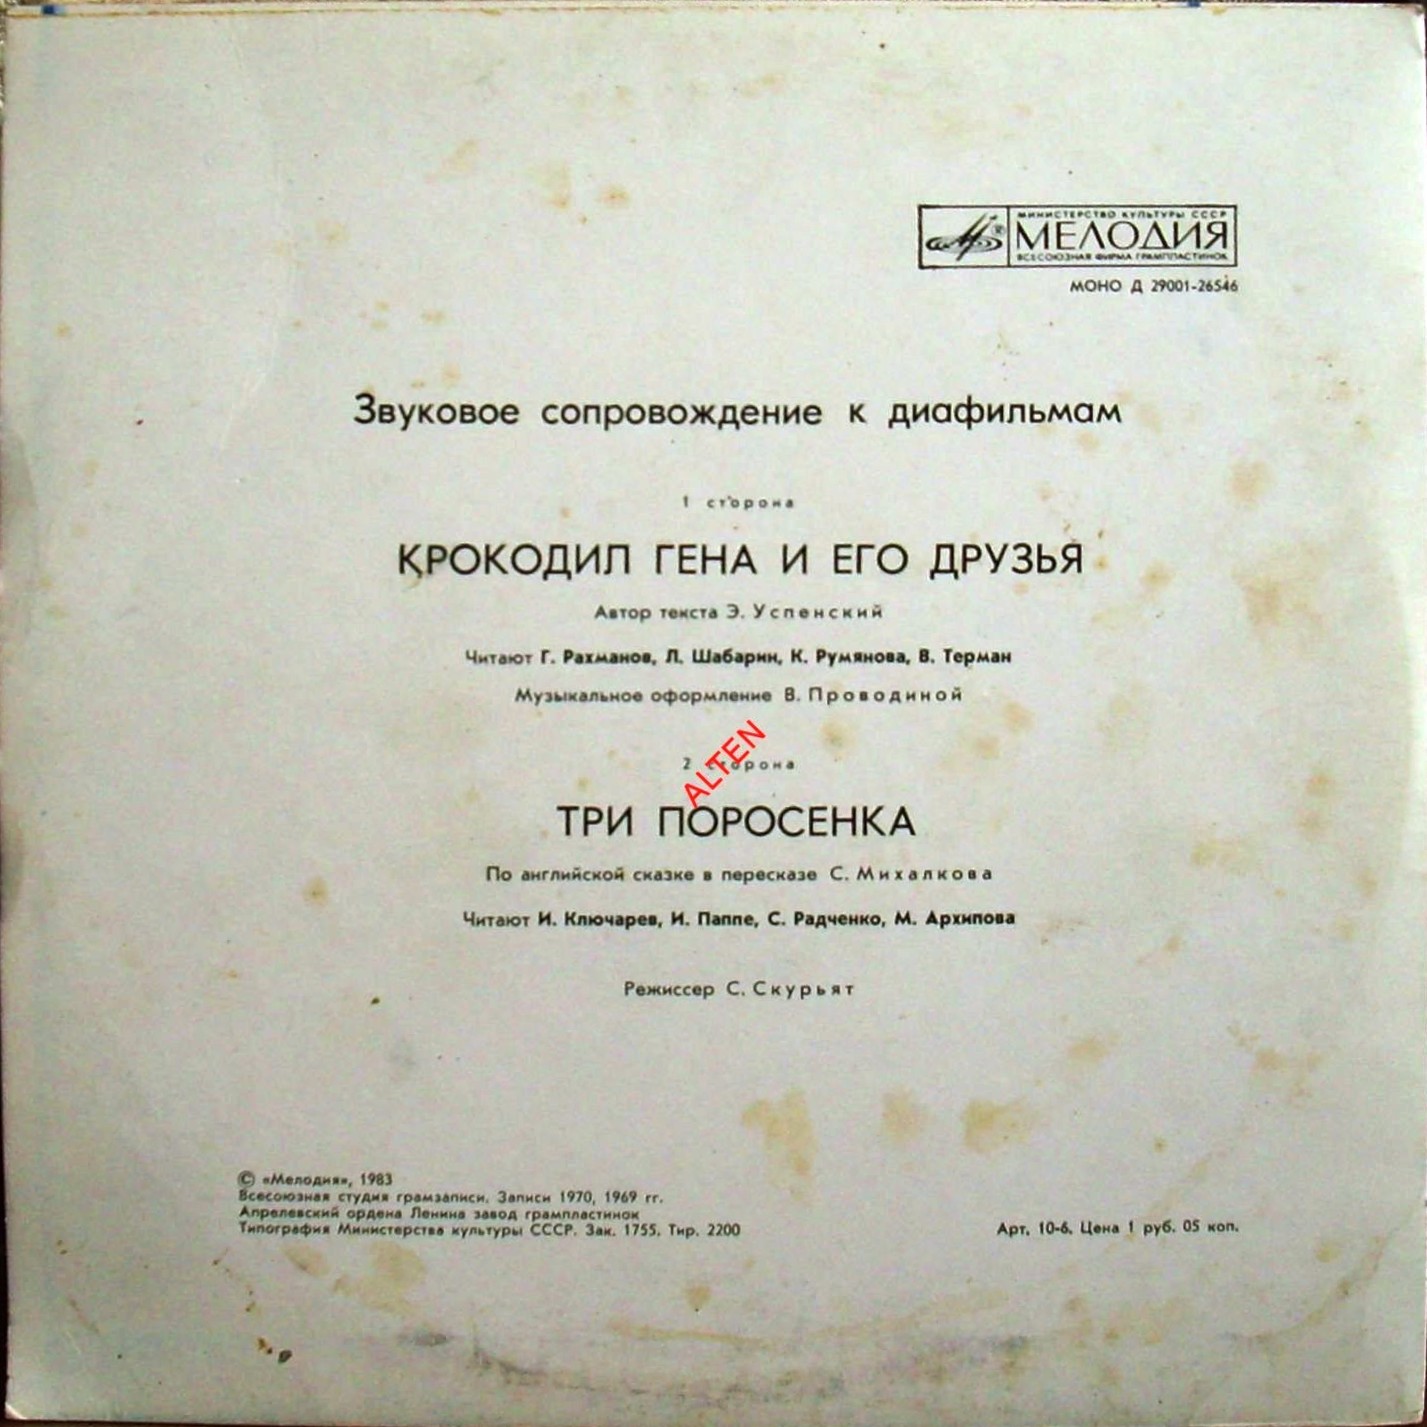 МИНИСТЕРСТВО КУЛЬТУРЫ СССР
МЕЛОДИЯ
ВСЕСОЮЗНАЯ ФИРМА ГРАМПЛАСТИНОК
МОНО Д 29001-26546
Звуковое сопровождение к диафильмам
1 сторона
КРОКОДИЛ ГЕНА И ЕГО ДРУЗЬЯ
Автор текста Э. Успенский
Читают Г. Рахманов, Л. Шабарин, К. Румянова, В. Терман
Музыкальное оформление В. Проводиной
ALTEN
2 сторона
ТРИ ПОРОСЕНКА
По английской сказке в пересказе С. Михалкова
Читают И. Ключарев, И. Паппе, С. Радченко, М. Архипова
Режиссер С. Скурьят
© «Мелодия», 1983
Всесоюзная студия грамзаписи. Записи 1970, 1969 гг.
Апрелевский ордена Ленина завод грампластинок
Типография Министерства культуры СССР. Зак. 1755. Тир. 2200
Арт. 10-6. Цена 1 руб. 05 коп.